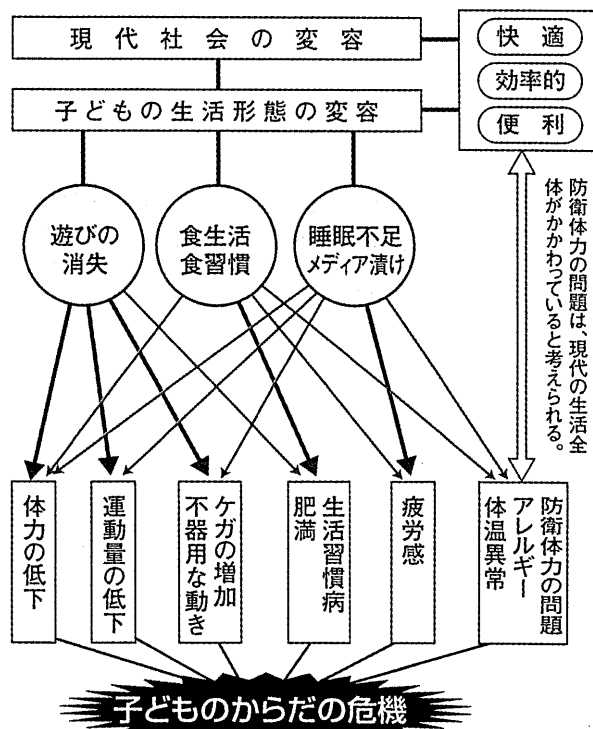 現代社会の変容
快適
効率的
便利
子どもの生活形態の変容
遊びの
消失
食生活
食習慣
睡眠不足
メディア漬け
防衛体力の問題は、現代の生活全
体がかかわっていると考えられる。
体力の低下
運動量の低下
ケガの増加
不器用な動き
生活習慣病
肥満
疲労感
防衛体力の問題
アレルギー
体温異常
子どものからだの危機